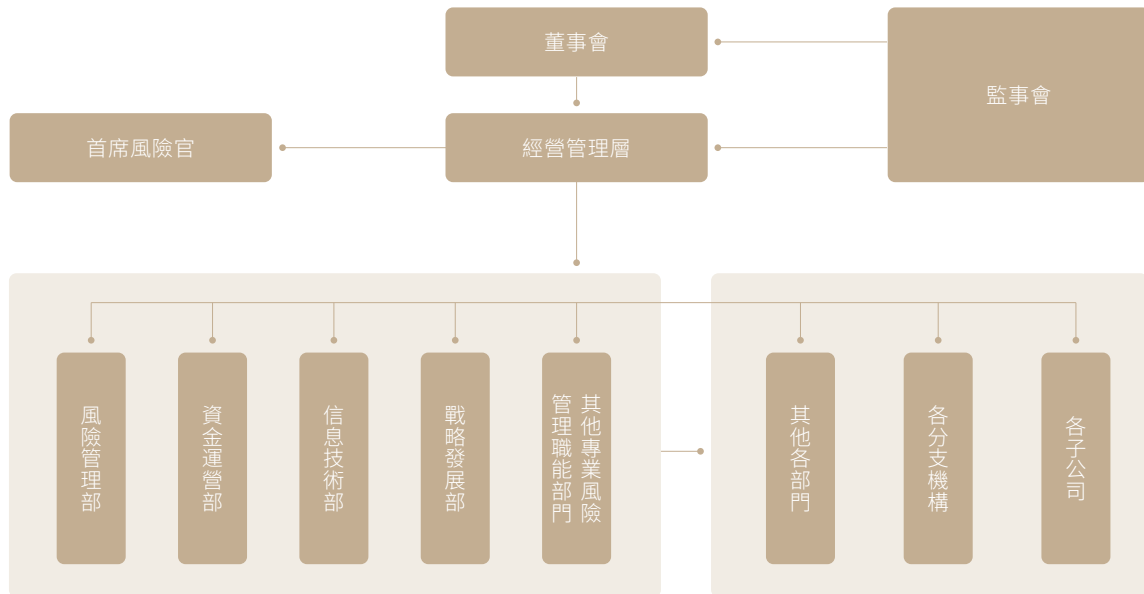 董事會
監事會
首席風險官
經營管理層
風險管理部
資金運營部
信息技術部
戰略發展部
其他專業風險
管理職能部門
其他各部門
各分支機構
各子公司